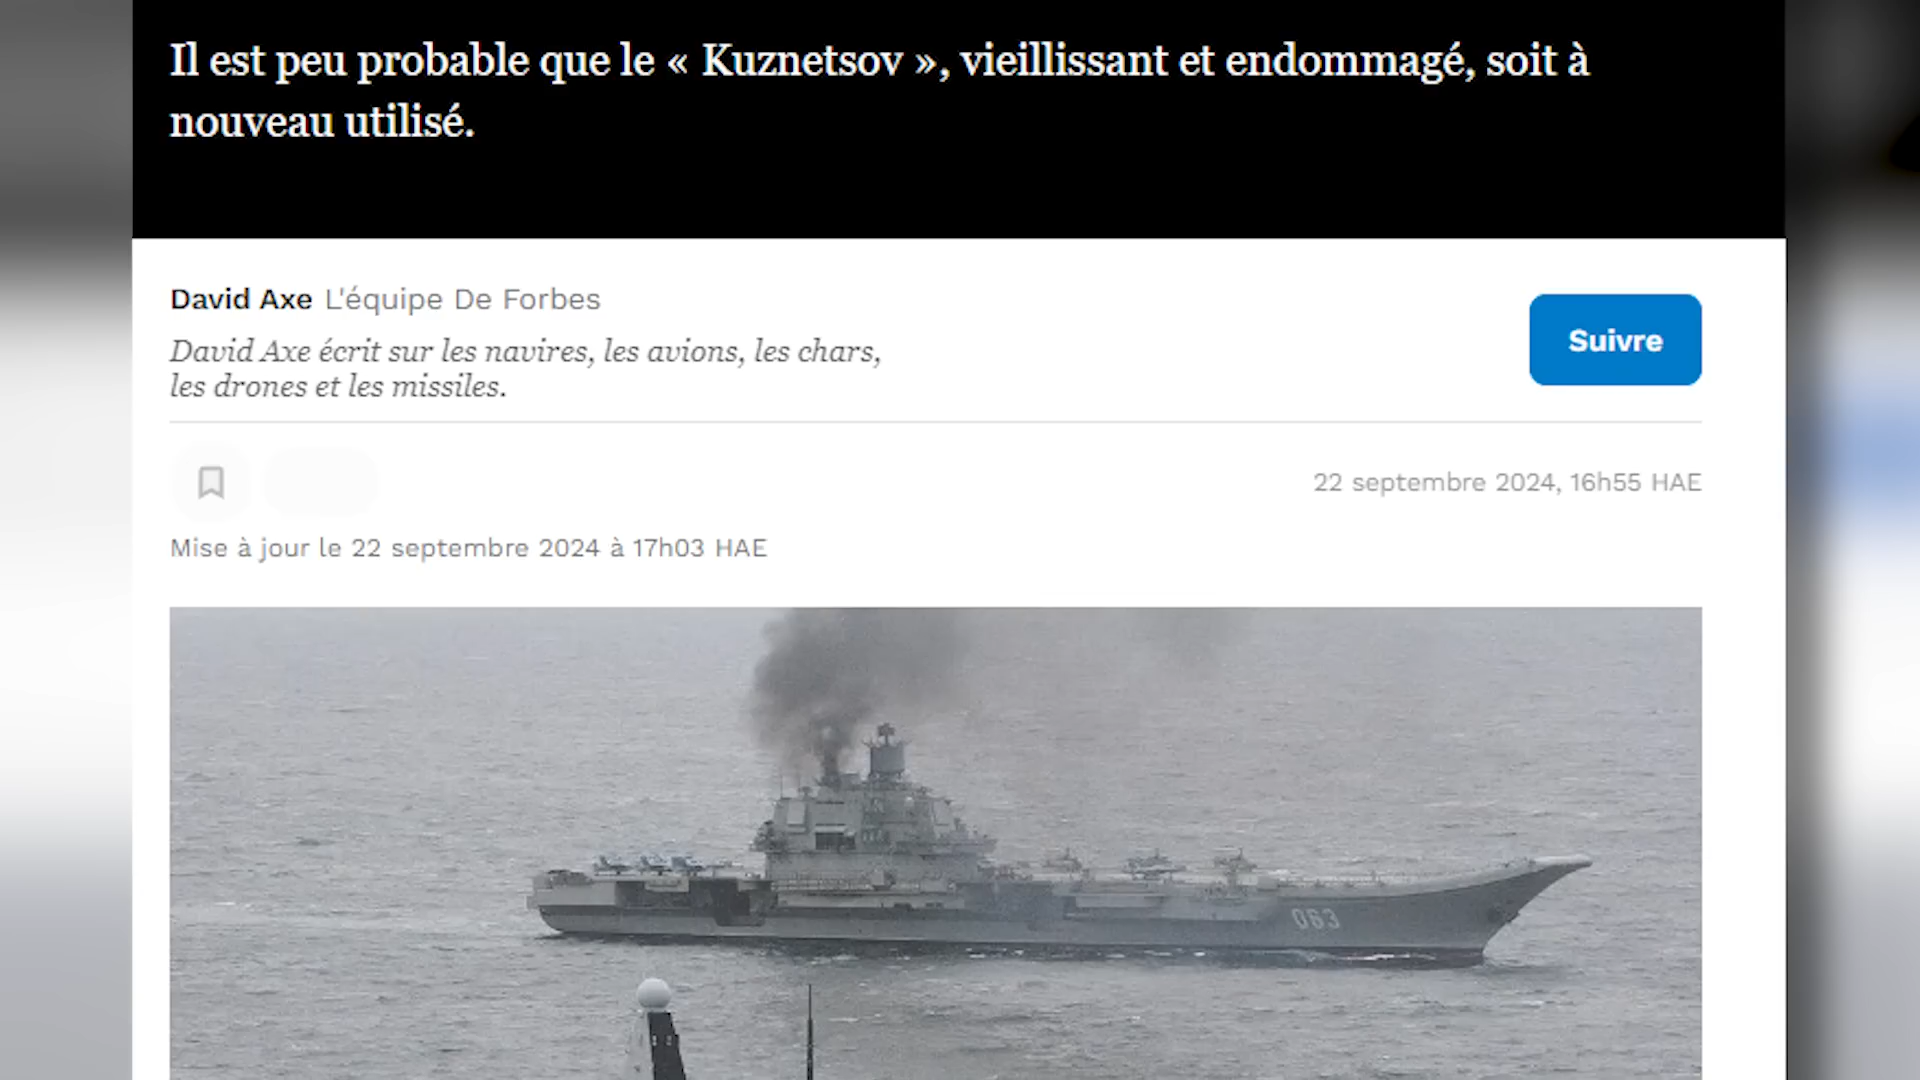 Il est peu probable que le « Kuznetsov », vieillissant et endommagé, soit à
nouveau utilisé.
David Axe L'équipe De Forbes
David Axe écrit sur les navires, les avions, les chars,
les drones et les missiles.
Suivre
22 septembre 2024, 16h55 HAE
Mise à jour le 22 septembre 2024 à 17h03 HAE
063